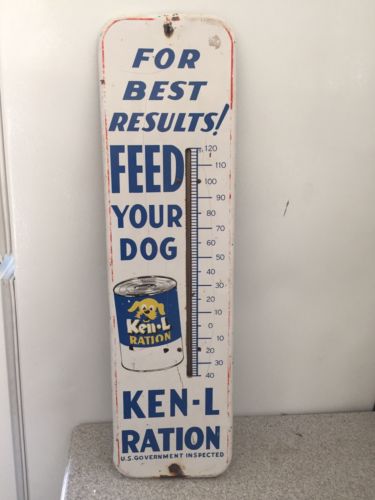 FOR
BEST
RESULTS!
FEED
YOUR
DOG
Ken-L
RATION
KEN-L
RATION
U.S. GOVERNMENT INSPECTED
120
110
100
90
80
70
60
50
40
30
20
10
0
10
20
30
40